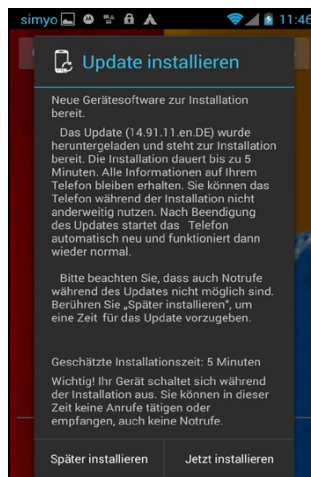 simyo 11:46
Update installieren
Neue Gerätesoftware zur Installation
bereit.
Das Update (14.91.11.en.DE) wurde
heruntergeladen und steht zur Installation
bereit. Die Installation dauert bis zu 5
Minuten. Alle Informationen auf Ihrem
Telefon bleiben erhalten. Sie können das
Telefon während der Installation nicht
anderweitig nutzen. Nach Beendigung
des Updates startet das Telefon
automatisch neu und funktioniert dann
wieder normal.
Bitte beachten Sie, dass auch Notrufe
während des Updates nicht möglich sind.
Berühren Sie „Später installieren", um
eine Zeit für das Update vorzugeben.
Geschätzte Installationszeit: 5 Minuten
Wichtig! Ihr Gerät schaltet sich während
der Installation aus. Sie können in dieser
Zeit keine Anrufe tätigen oder
empfangen, auch keine Notrufe.
Später installieren Jetzt installieren